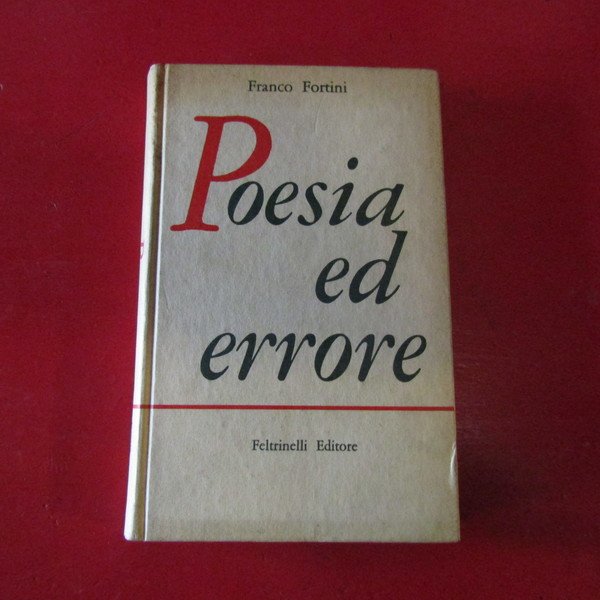 Franco Fortini
Poesia
ed
errore
Feltrinelli Editore